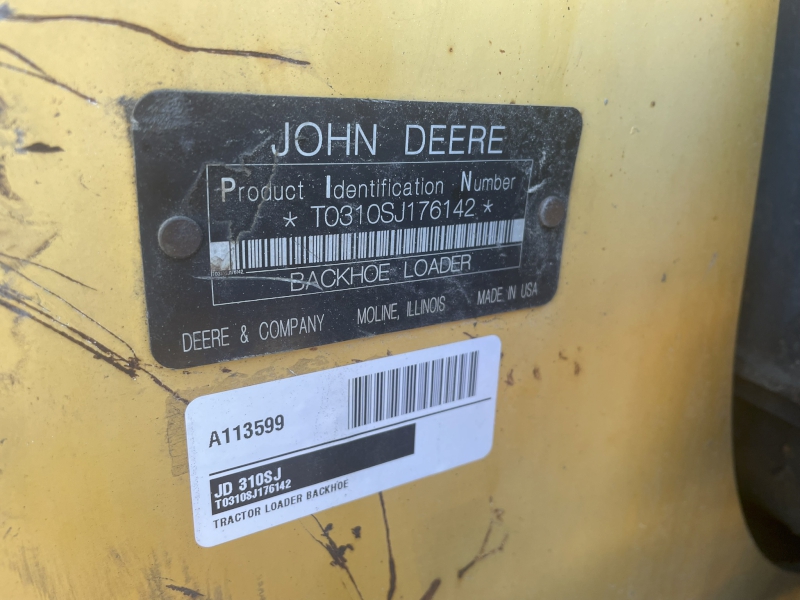 JOHN DEERE
Product Identification Number
* T0310SJ176142 *
BACKHOE LOADER
DEERE & COMPANY MOLINE, ILLINOIS MADE IN USA
A113599
JD 310SJ
T0310SJ176142
TRACTOR LOADER BACKHOE